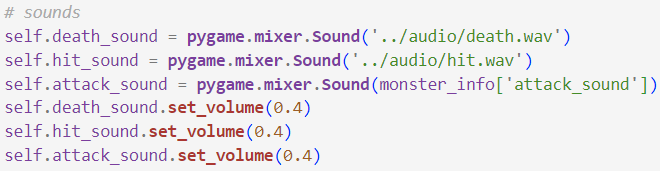 # sounds
self.death_sound = pygame.mixer.Sound('../audio/death.wav')
self.hit_sound = pygame.mixer.Sound('../audio/hit.wav')
self.attack_sound = pygame.mixer.Sound(monster_info['attack_sound'])
self.death_sound.set_volume(0.4)
self.hit_sound.set_volume(0.4)
self.attack_sound.set_volume(0.4)